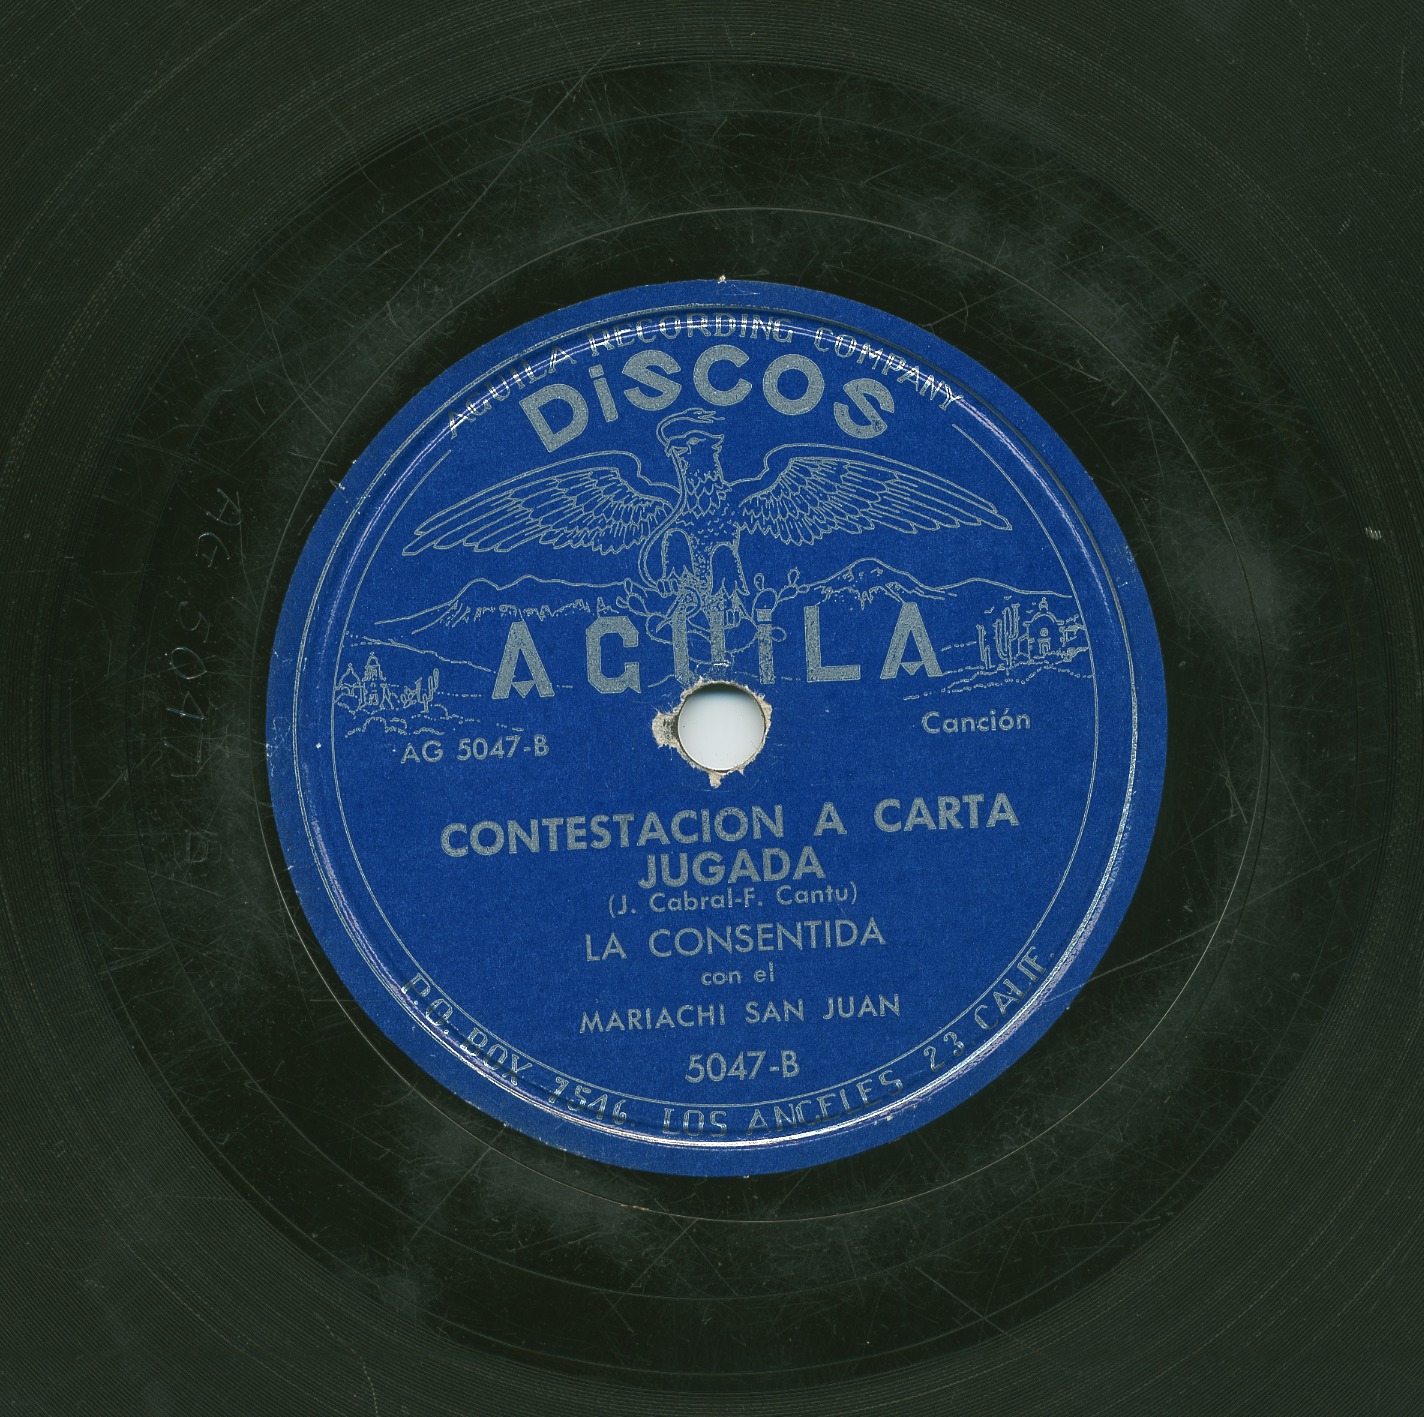 AGUILA RECORDING COMPANY
DiSCOS
AGUiLA
Canción
AG 5047-B
CONTESTACION A CARTA
JUGADA
(J. Cabral-F. Cantu)
LA CONSENTIDA
con el
MARIACHI SAN JUAN
5047-B
P.O. BOX 1546. LOS ANGELES 23 CALIF.
AG 5047